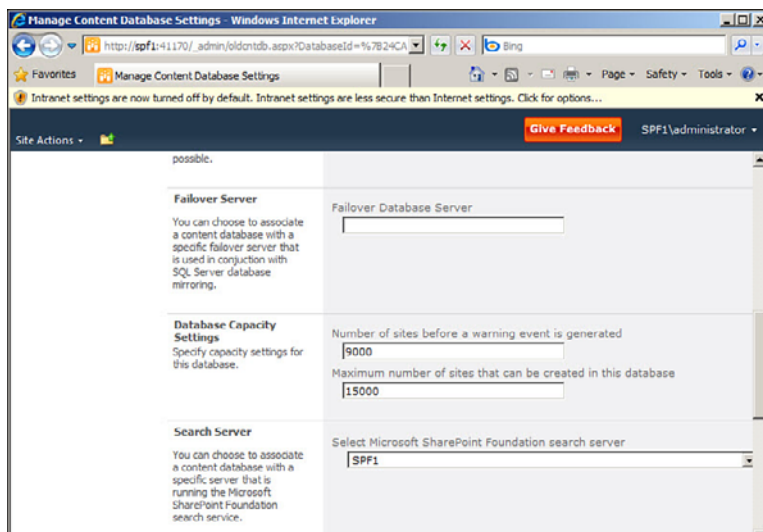 Manage Content Database Settings - Windows Internet Explorer
http://spf1:41170/_admin/oldcntdb.aspx?DatabaseId=%7B24CA
Bing
Favorites
Manage Content Database Settings
Page
Safety
Tools
Intranet settings are now turned off by default. Intranet settings are less secure than Internet settings. Click for options...
Give Feedback
SPF1\administrator
Site Actions
possible.
Failover Server
You can choose to associate
a content database with a
specific failover server that
is used in conjuction with
SQL Server database
mirroring.
Failover Database Server
Database Capacity
Settings
Specify capacity settings for
this database.
Number of sites before a warning event is generated
9000
Maximum number of sites that can be created in this database
15000
Search Server
You can choose to associate
a content database with a
specific server that is
running the Microsoft
SharePoint Foundation
search service.
Select Microsoft SharePoint Foundation search server
SPF1